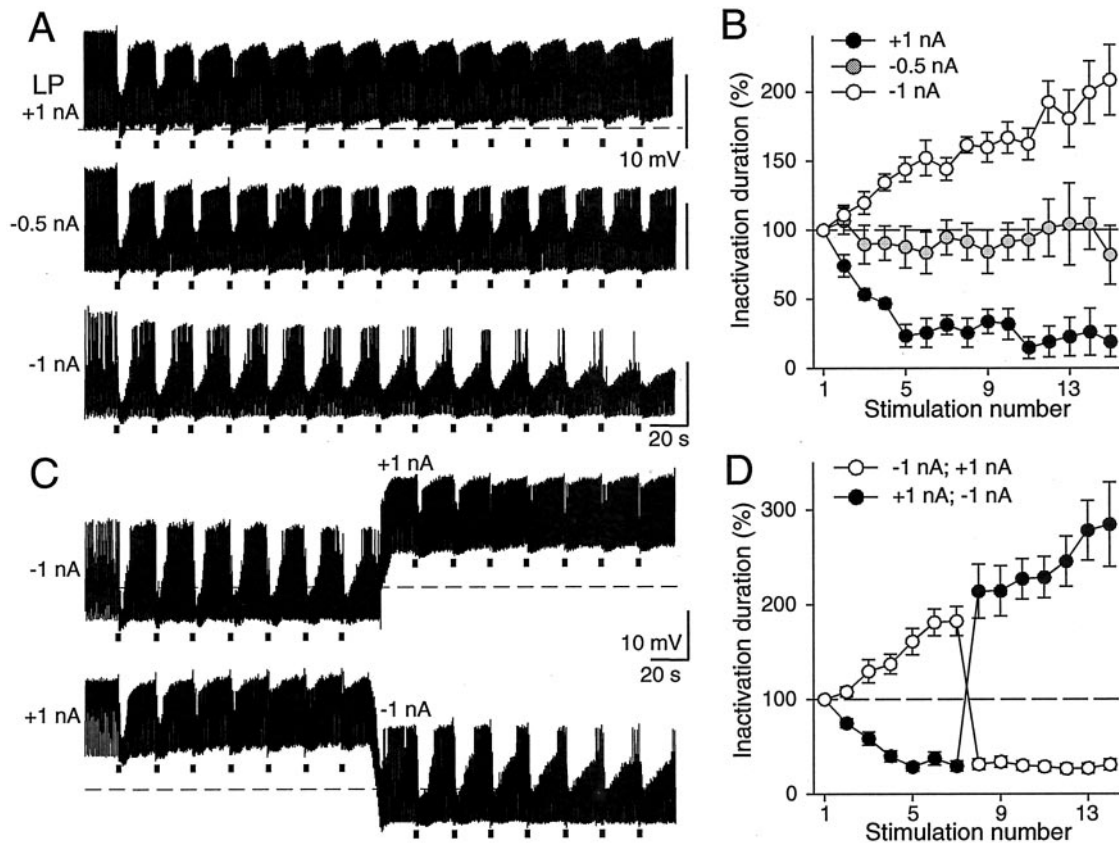 A
LP
+1 nA
10 mV
-0.5 nA
-1 nA
20 s
B
+1 nA
-0.5 nA
-1 nA
Inactivation duration (%)
200
150
100
50
0
1 5 9 13
Stimulation number
C
+1 nA
-1 nA
10 mV
20 s
+1 nA
-1 nA
D
-1 nA; +1 nA
+1 nA; -1 nA
Inactivation duration (%)
300
200
100
0
1 5 9 13
Stimulation number